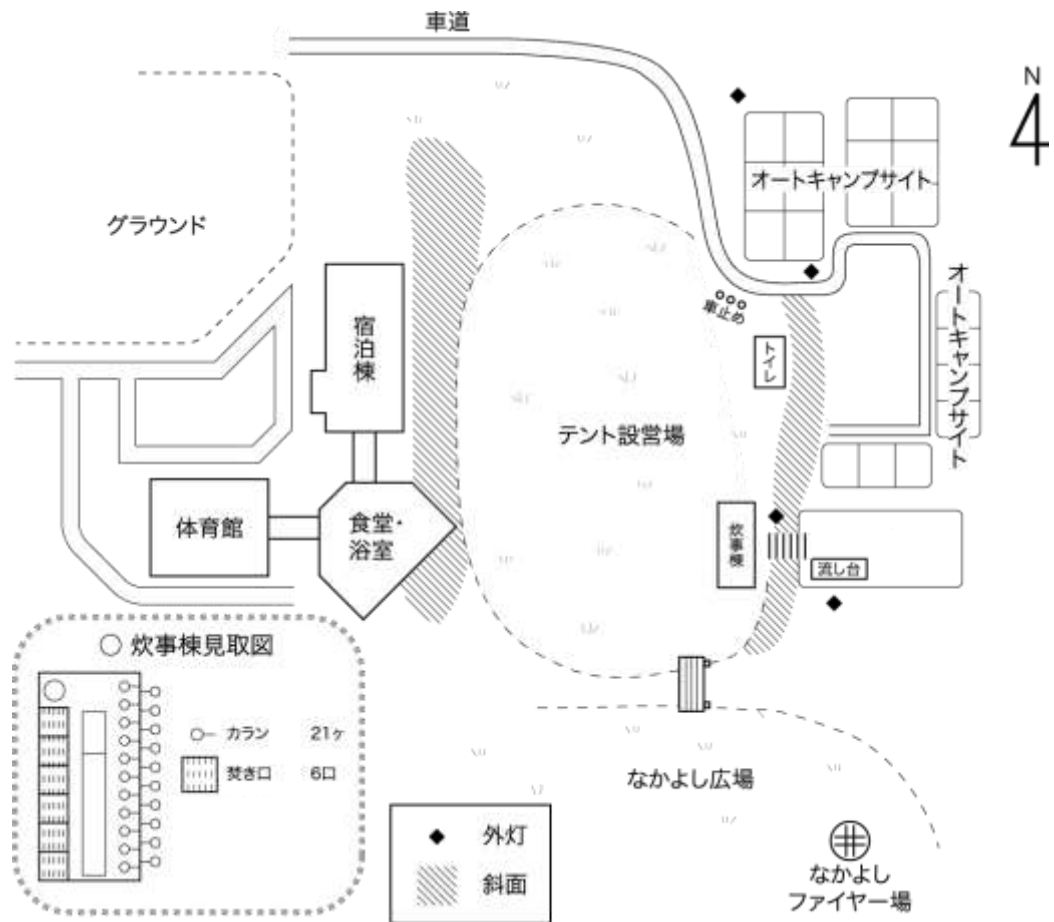 車道
N
オートキャンプサイト
グラウンド
宿泊棟
車止め
トイレ
オートキャンプサイト
テント設営場
体育館
食堂・
浴室
炊事棟
流し台
炊事棟見取図
カラン 21ヶ
焚き口 6口
なかよし広場
外灯
斜面
なかよし
ファイヤー場